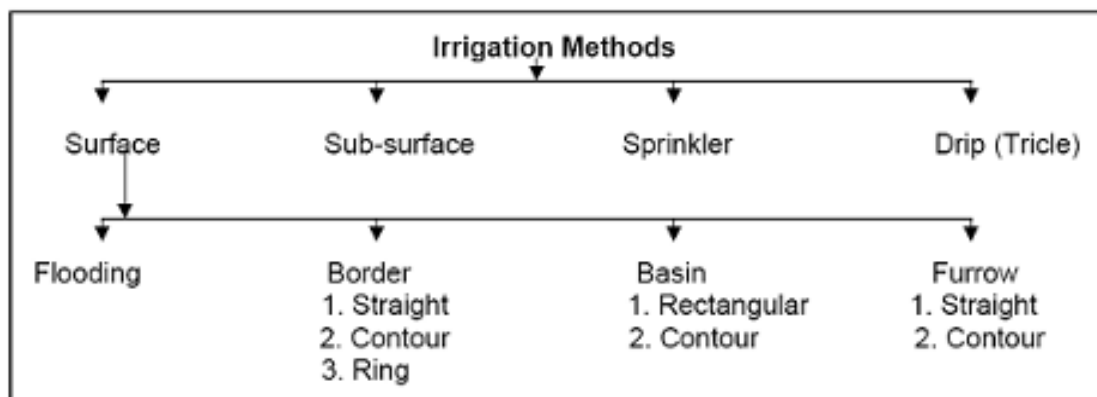 Irrigation Methods
Surface Sub-surface Sprinkler Drip (Tricle)
Flooding Border Basin Furrow
1. Straight 1. Rectangular 1. Straight
2. Contour 2. Contour 2. Contour
3. Ring